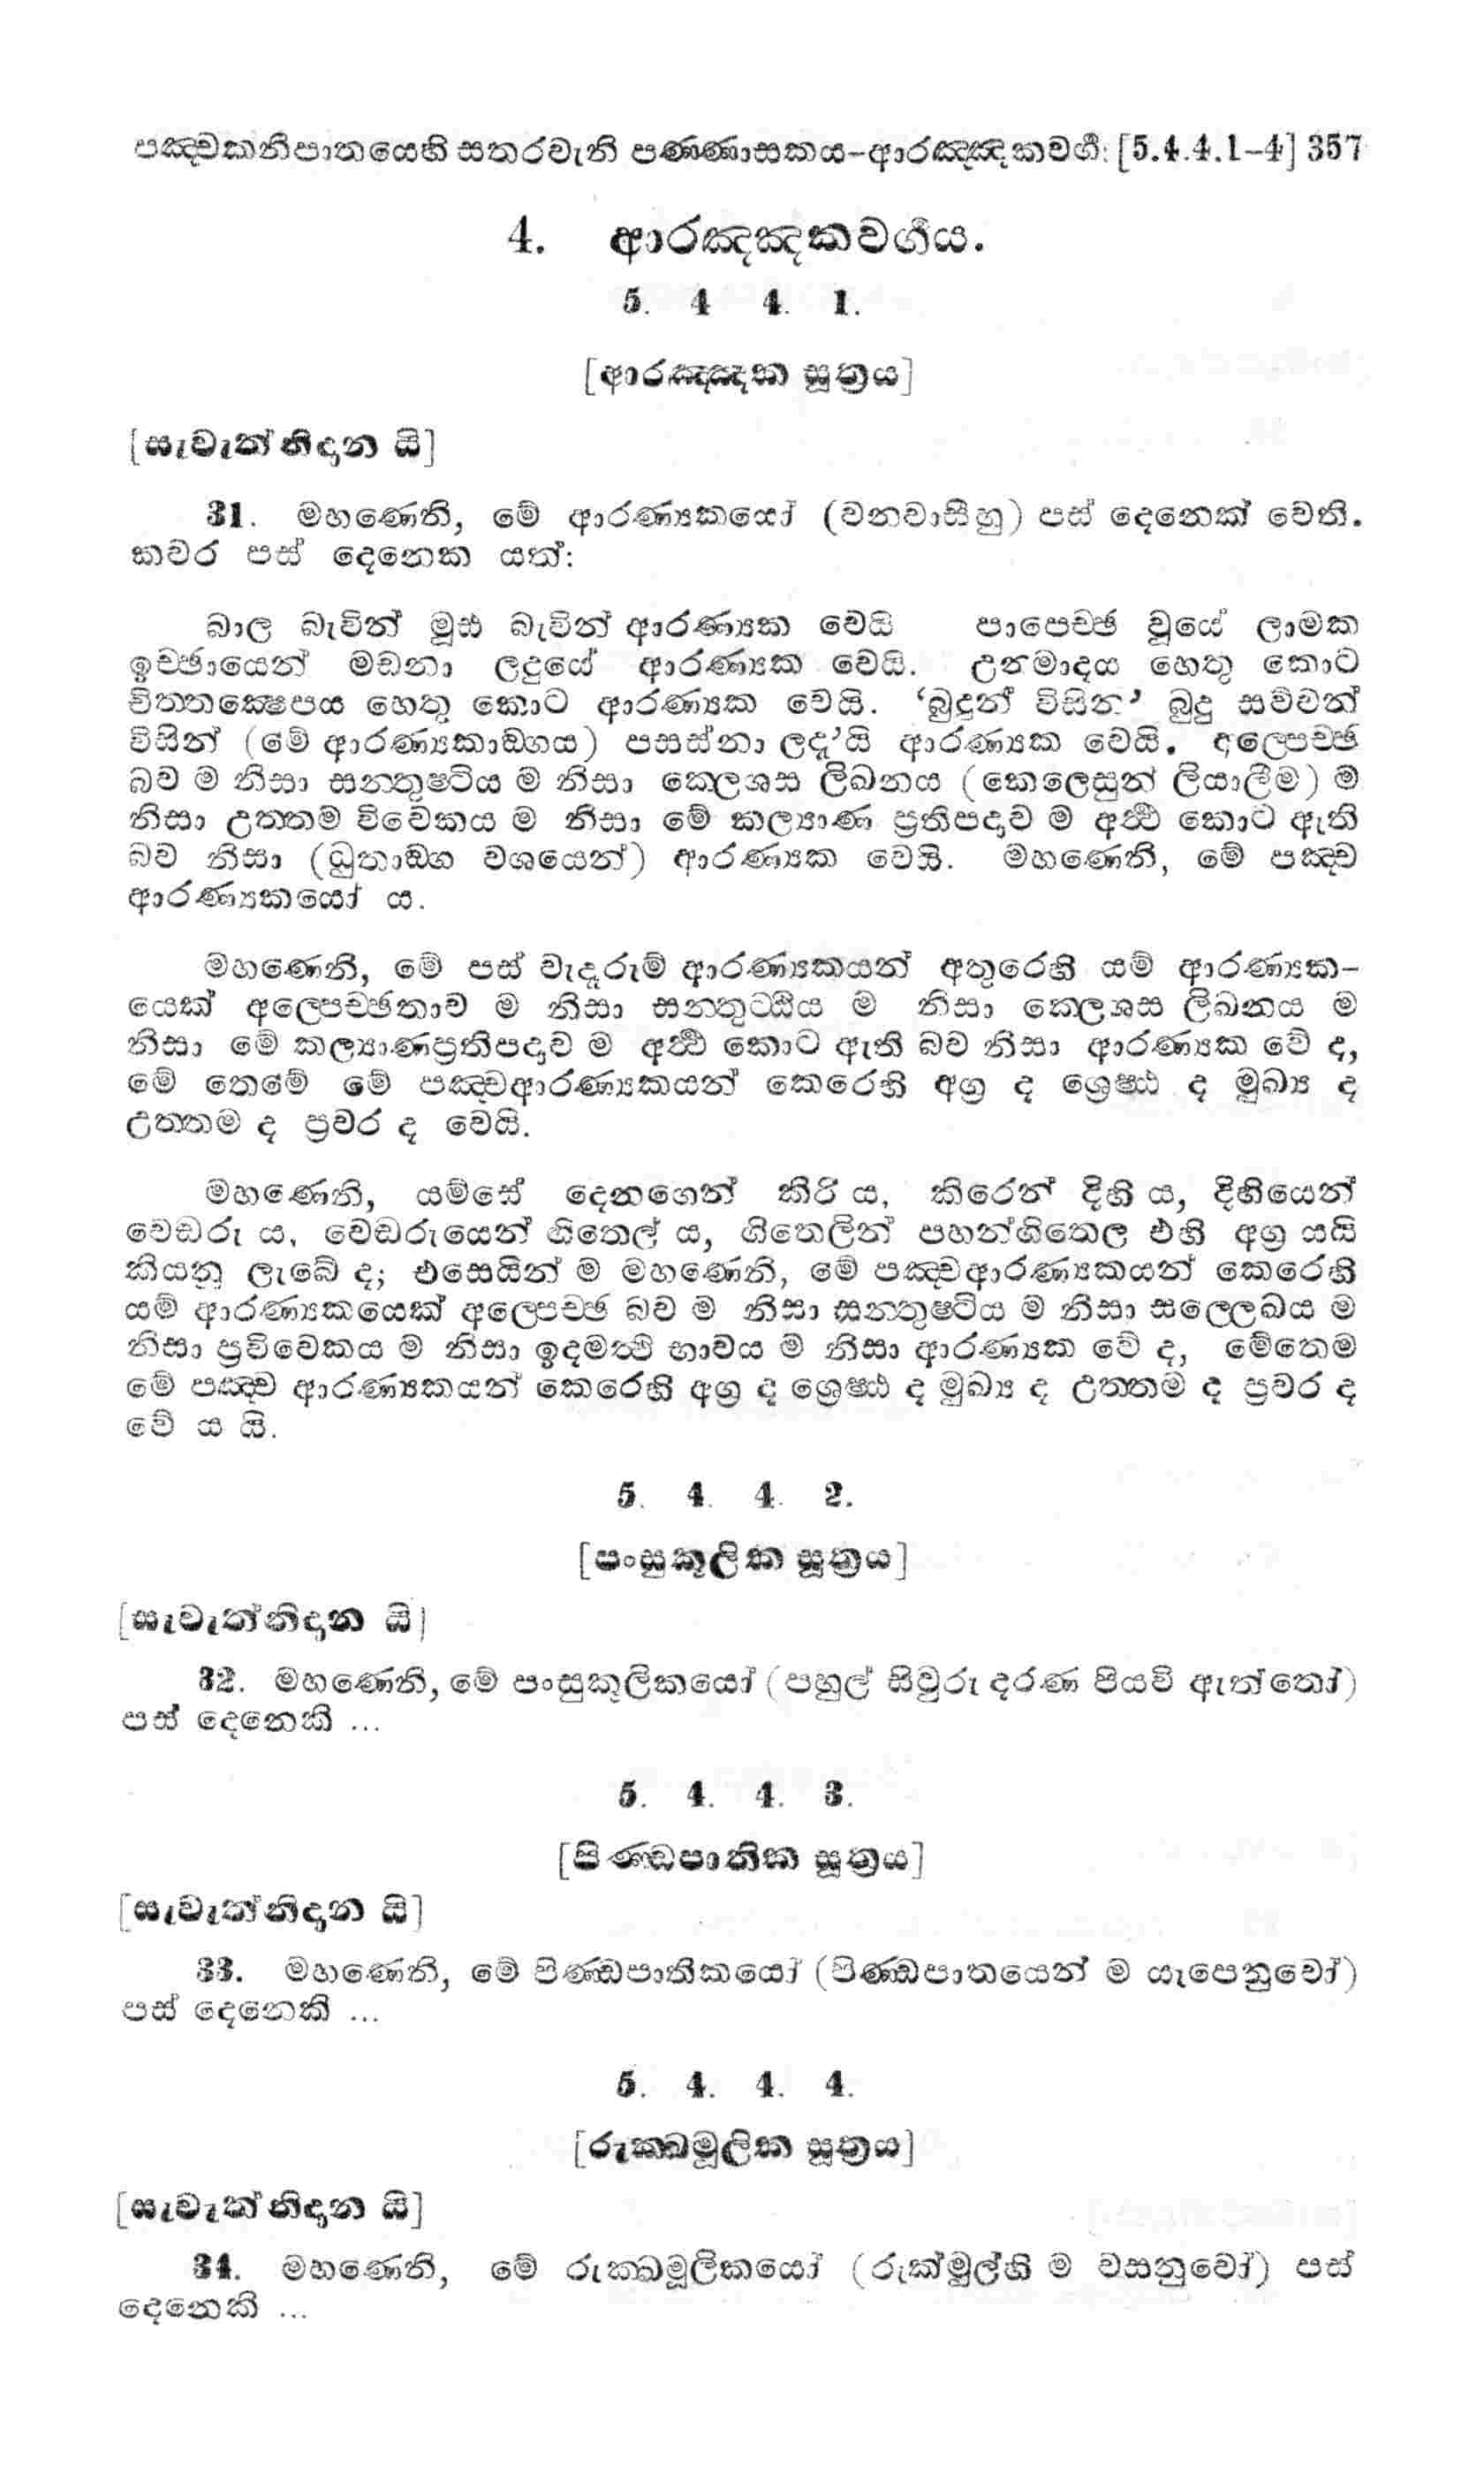 පඤ්චකනිපාතයෙහි සතරවැනි පණ්ණාසකය-ආරඤ්ඤකවර්ග: [5.4.4.1-4] 357
4. ආරඤ්ඤකවර්ගය.
5. 4 4. 1.
[ආරඤ්ඤක සූත්‍රය]
[සැවැත් නිදාන යි]
31. මහණෙනි, මේ ආරණ්‍යකයෝ (වනවාසීහු) පස් දෙනෙක් වෙති.
කවර පස් දෙනෙක යත්:
බාල බැවින් මූඪ බැවින් ආරණ්‍යක වෙයි පාපෙච්ඡ වූයේ ලාමක
ඉච්ඡායෙන් මඩනා ලදුයේ ආරණ්‍යක වෙයි. උන්මාදය හෙතු කොට
චිත්තක්‍ෂෙපය හෙතු කොට ආරණ්‍යක වෙයි. ‘බුදුන් විසින’ බුදු සව්වන්
විසින් (මේ ආරණ්‍යකාඞ්ගය) පසස්නා ලදැ’යි ආරණ්‍යක වෙයි. අල්පෙච්ඡ
බව ම නිසා සන්තුෂ්ටිය ම නිසා ක්ලෙශස ලිඛනය (කෙලෙසුන් ලියාලීම) ම
නිසා උත්තම විවෙකය ම නිසා මේ කල්‍යාණ ප්‍රතිපදාව ම අර්ථ කොට ඇති
බව නිසා (ධුතාඞ්ග වශයෙන්) ආරණ්‍යක වෙයි. මහණෙනි, මේ පඤ්ච
ආරණ්‍යකයෝ ය.
මහණෙනි, මේ පස් වැදෑරුම් ආරණ්‍යකයන් අතුරෙහි යම් ආරණ්‍යක-
යෙක් අල්පෙච්ඡතාව ම නිසා සන්තුට්ඨිය ම නිසා ක්ලෙශස ලිඛනය ම
නිසා මේ කල්‍යාණප්‍රතිපදාව ම අර්ථ කොට ඇති බව නිසා ආරණ්‍යක වේ ද,
මේ තෙමේ මේ පඤ්චආරණ්‍යකයන් කෙරෙහි අග්‍ර ද ශ්‍රෙෂ්ඨ ද මුඛ්‍ය ද
උත්තම ද ප්‍රවර ද වෙයි.
මහණෙනි, යම්සේ දෙනගෙන් කිරි ය, කිරෙන් දිහි ය, දිහියෙන්
වෙඬරු ය, වෙඬරුයෙන් ගිතෙල් ය, ගිතෙලින් පහන්ගිතෙල එහි අග්‍ර යයි
කියනු ලැබේ ද; එසෙයින් ම මහණෙනි, මේ පඤ්චආරණ්‍යකයන් කෙරෙහි
යම් ආරණ්‍යකයෙක් අල්පෙච්ඡ බව ම නිසා සන්තුෂ්ටිය ම නිසා සල්ලෙඛය ම
නිසා ප්‍රවිවෙකය ම නිසා ඉදමත්ථි භාවය ම නිසා ආරණ්‍යක වේ ද, මේතෙම
මේ පඤ්ච ආරණ්‍යකයන් කෙරෙහි අග්‍ර ද ශ්‍රෙෂ්ඨ ද මුඛ්‍ය ද උත්තම ද ප්‍රවර ද
වේ ය යි.
5. 4. 4. 2.
[පංසුකූලික සූත්‍රය]
[සැවැත්නිදාන යි]
32. මහණෙනි, මේ පංසුකූලිකයෝ (පහුල් සිවුරු දරණ පියවි ඇත්තෝ)
පස් දෙනෙකි ...
5. 4. 4. 3.
[පිණ්ඩපාතික සූත්‍රය]
[සැවැත්නිදාන යි]
33. මහණෙනි, මේ පිණ්ඩපාතිකයෝ (පිණ්ඩපාතයෙන් ම යැපෙනුවෝ)
පස් දෙනෙකි ...
5. 4. 4. 4.
[රුක්ඛමූලික සූත්‍රය]
[සැවැත් නිදාන යි]
34. මහණෙනි, මේ රුක්ඛමූලිකයෝ (රුක්මුල්හි ම වසනුවෝ) පස්
දෙනෙකි ...